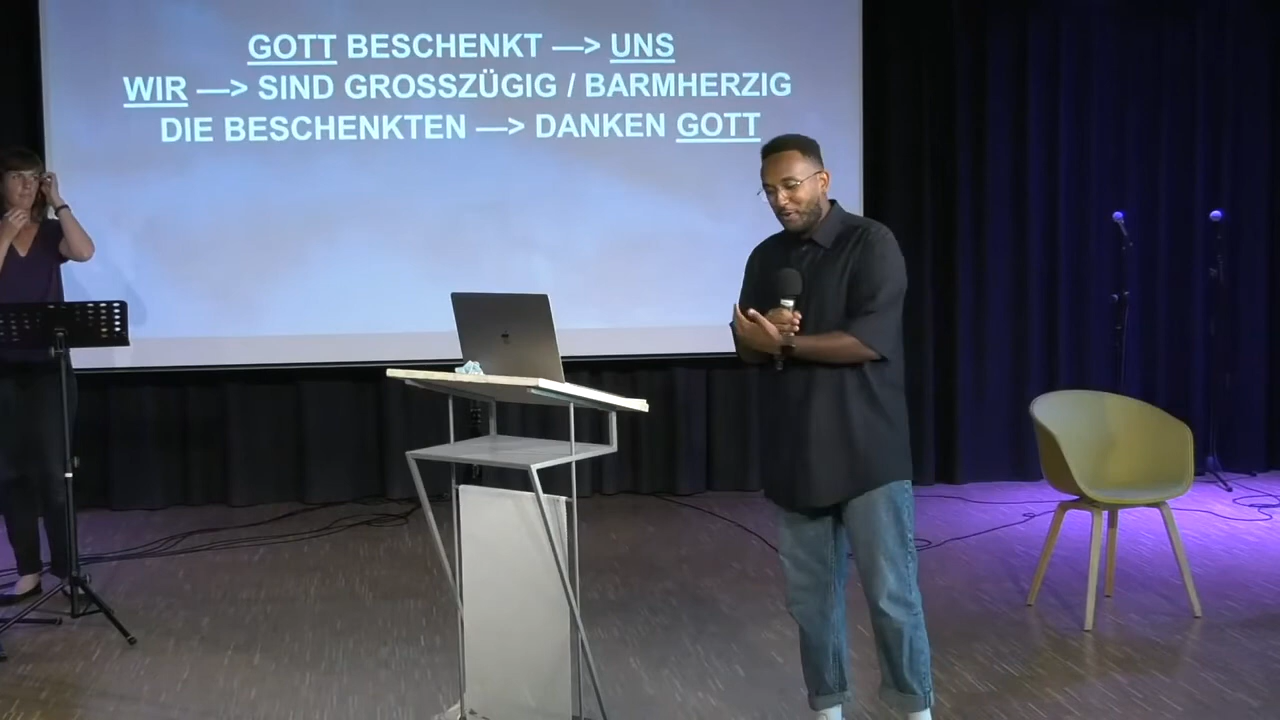 GOTT BESCHENKT —> UNS
WIR —> SIND GROSSZÜGIG / BARMHERZIG
DIE BESCHENKTEN —> DANKEN GOTT